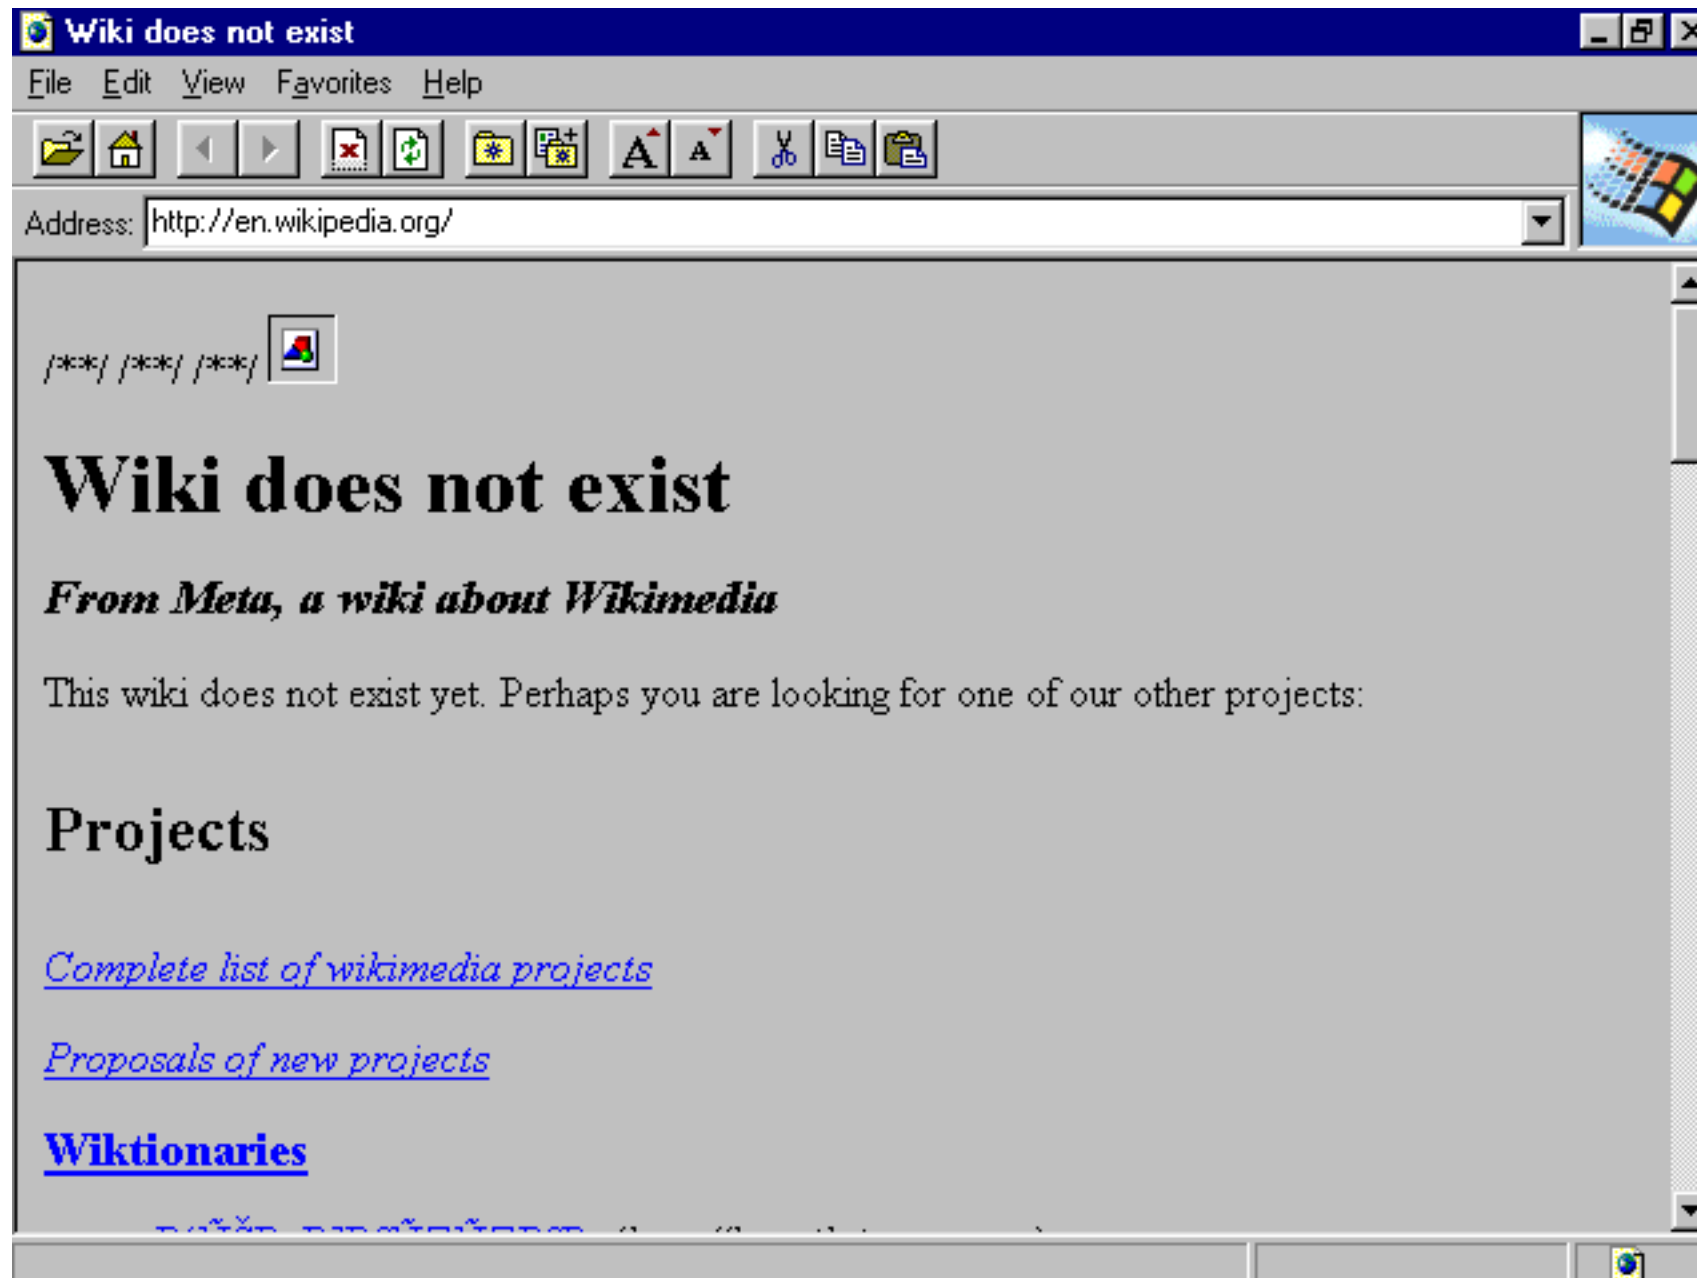 Wiki does not exist
File Edit View Favorites Help
Address: http://en.wikipedia.org/
/**/ /**/ /**/
Wiki does not exist
From Meta, a wiki about Wikimedia
This wiki does not exist yet. Perhaps you are looking for one of our other projects:
Projects
Complete list of wikimedia projects
Proposals of new projects
Wiktionaries